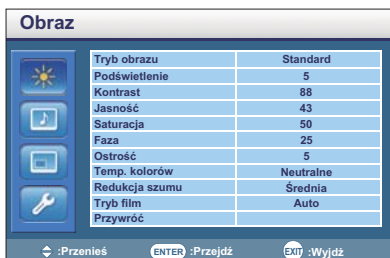 Obraz
Tryb obrazu Standard
Podświetlenie 5
Kontrast 88
Jasność 43
Saturacja 50
Faza 25
Ostrość 5
Temp. kolorów Neutralne
Redukcja szumu Średnia
Tryb film Auto
Przywróć
:Przenieś ENTER :Przejdź EXIT :Wyjdź